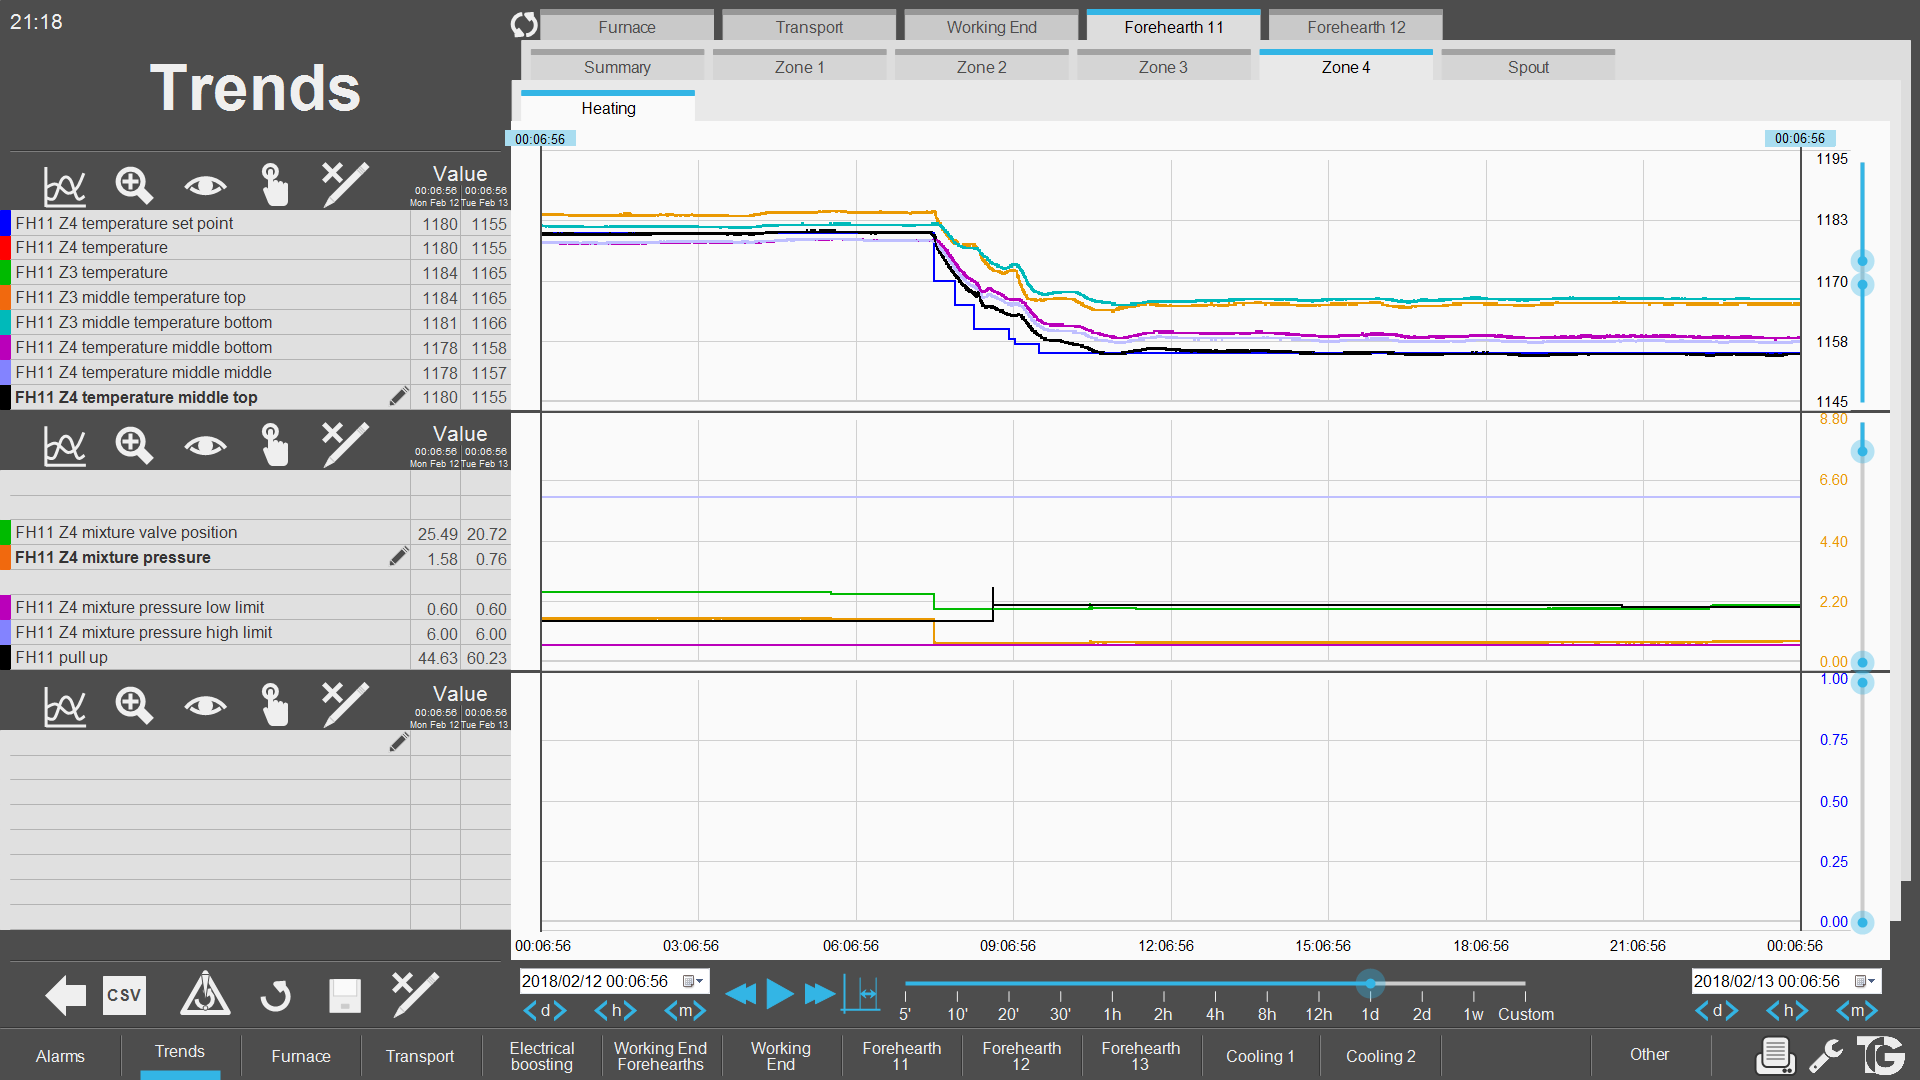 21:18
Trends
Furnace
Transport
Working End
Forehearth 11
Forehearth 12
Summary
Zone 1
Zone 2
Zone 3
Zone 4
Spout
Heating
00:06:56
00:06:56
Value
00:06:56 00:06:56
Mon Feb 12 Tue Feb 13
FH11 Z4 temperature set point 1180 1155
FH11 Z4 temperature 1180 1155
FH11 Z3 temperature 1184 1165
FH11 Z3 middle temperature top 1184 1165
FH11 Z3 middle temperature bottom 1181 1166
FH11 Z4 temperature middle bottom 1178 1158
FH11 Z4 temperature middle middle 1178 1157
FH11 Z4 temperature middle top 1180 1155
1195
1183
1170
1158
1145
Value
00:06:56 00:06:56
Mon Feb 12 Tue Feb 13
FH11 Z4 mixture valve position 25.49 20.72
FH11 Z4 mixture pressure 1.58 0.76
FH11 Z4 mixture pressure low limit 0.60 0.60
FH11 Z4 mixture pressure high limit 6.00 6.00
FH11 pull up 44.63 60.23
8.80
6.60
4.40
2.20
0.00
Value
00:06:56 00:06:56
Mon Feb 12 Tue Feb 13
1.00
0.75
0.50
0.25
0.00
00:06:56 03:06:56 06:06:56 09:06:56 12:06:56 15:06:56 18:06:56 21:06:56 00:06:56
CSV
2018/02/12 00:06:56
d h m
5' 10' 20' 30' 1h 2h 4h 8h 12h 1d 2d 1w Custom
2018/02/13 00:06:56
d h m
Alarms
Trends
Furnace
Transport
Electrical
boosting
Working End
Forehearths
Working
End
Forehearth
11
Forehearth
12
Forehearth
13
Cooling 1
Cooling 2
Other
TG